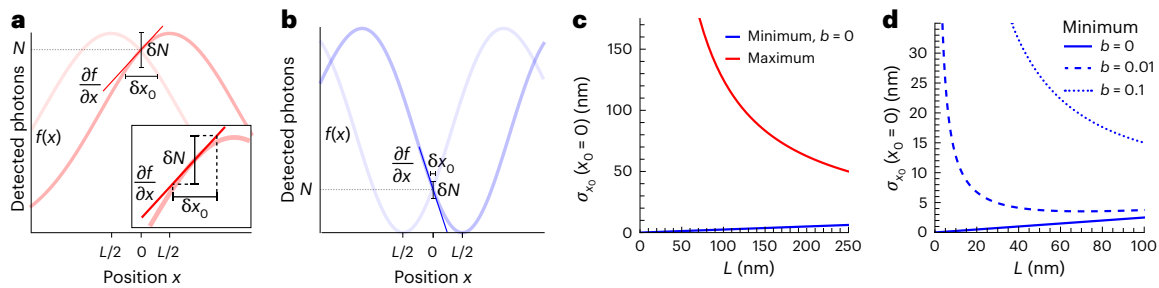 a
Detected photons
N
δN
∂f
∂x
δx₀
f(x)
δN
∂f
∂x
δx₀
L/2 0 L/2
Position x
b
Detected photons
f(x)
∂f
∂x
δx₀
δN
N
L/2 0 L/2
Position x
c
σx₀ (x₀ = 0) (nm)
150
100
50
0
Minimum, b = 0
Maximum
0 50 100 150 200 250
L (nm)
d
σx₀ (x₀ = 0) (nm)
30
25
20
15
10
5
0
Minimum
b = 0
b = 0.01
b = 0.1
0 20 40 60 80 100
L (nm)